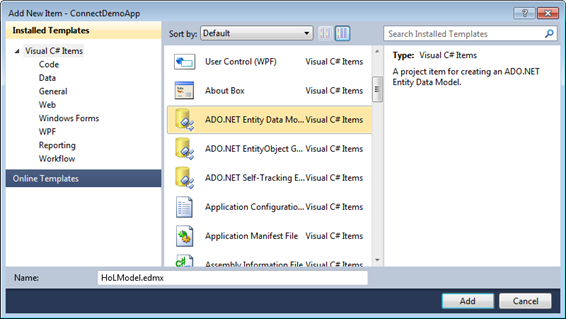 Add New Item - ConnectDemoApp
Installed Templates
Visual C# Items
Code
Data
General
Web
Windows Forms
WPF
Reporting
Workflow
Online Templates
Sort by: Default
User Control (WPF) Visual C# Items
About Box Visual C# Items
ADO.NET Entity Data Mo... Visual C# Items
ADO.NET EntityObject G... Visual C# Items
ADO.NET Self-Tracking E... Visual C# Items
Application Configuratio... Visual C# Items
Application Manifest File Visual C# Items
Assembly Information File Visual C# Items
Search Installed Templates
Type: Visual C# Items
A project item for creating an ADO.NET
Entity Data Model.
Name: HoLModel.edmx
Add Cancel